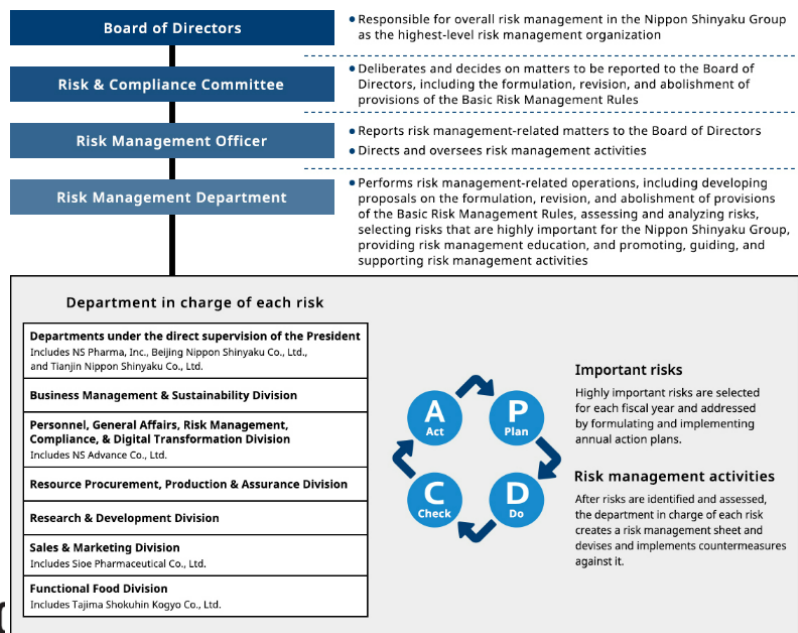 Board of Directors
• Responsible for overall risk management in the Nippon Shinyaku Group
as the highest-level risk management organization
Risk & Compliance Committee
• Deliberates and decides on matters to be reported to the Board of
Directors, including the formulation, revision, and abolishment of
provisions of the Basic Risk Management Rules
Risk Management Officer
• Reports risk management-related matters to the Board of Directors
• Directs and oversees risk management activities
Risk Management Department
• Performs risk management-related operations, including developing
proposals on the formulation, revision, and abolishment of provisions
of the Basic Risk Management Rules, assessing and analyzing risks,
selecting risks that are highly important for the Nippon Shinyaku Group,
providing risk management education, and promoting, guiding, and
supporting risk management activities
Department in charge of each risk
Departments under the direct supervision of the President
Includes NS Pharma, Inc., Beijing Nippon Shinyaku Co., Ltd.,
and Tianjin Nippon Shinyaku Co., Ltd.
Business Management & Sustainability Division
Personnel, General Affairs, Risk Management,
Compliance, & Digital Transformation Division
Includes NS Advance Co., Ltd.
Resource Procurement, Production & Assurance Division
Research & Development Division
Sales & Marketing Division
Includes Sioe Pharmaceutical Co., Ltd.
Functional Food Division
Includes Tajima Shokuhin Kogyo Co., Ltd.
A
Act
P
Plan
C
Check
D
Do
Important risks
Highly important risks are selected
for each fiscal year and addressed
by formulating and implementing
annual action plans.
Risk management activities
After risks are identified and assessed,
the department in charge of each risk
creates a risk management sheet and
devises and implements countermeasures
against it.